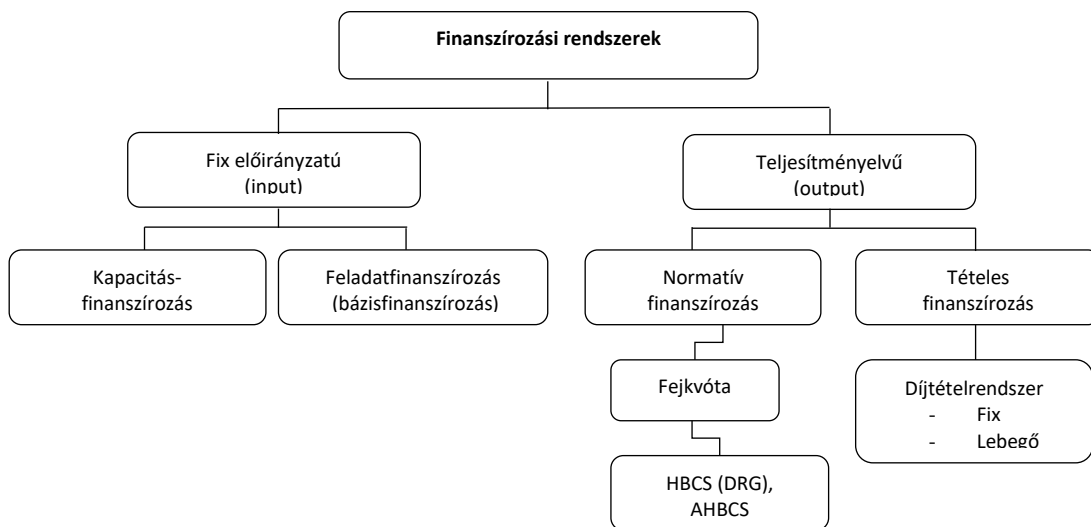 Finanszírozási rendszerek
Fix előirányzatú
(input)
Teljesítményelvű
(output)
Kapacitás-
finanszírozás
Feladatfinanszírozás
(bázisfinanszírozás)
Normatív
finanszírozás
Tételes
finanszírozás
Fejkvóta
Díjtételrendszer
- Fix
- Lebegő
HBCS (DRG),
AHBCS